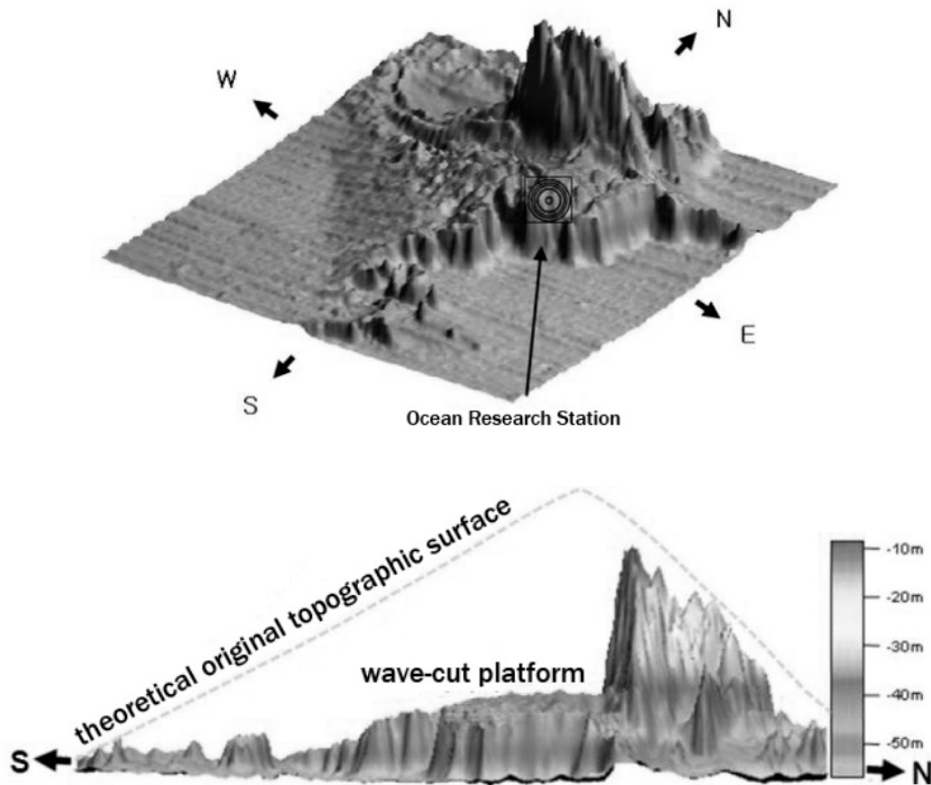 N
W
E
S
Ocean Research Station
theoretical original topographic surface
wave-cut platform
-10m
-20m
-30m
-40m
-50m
S
N